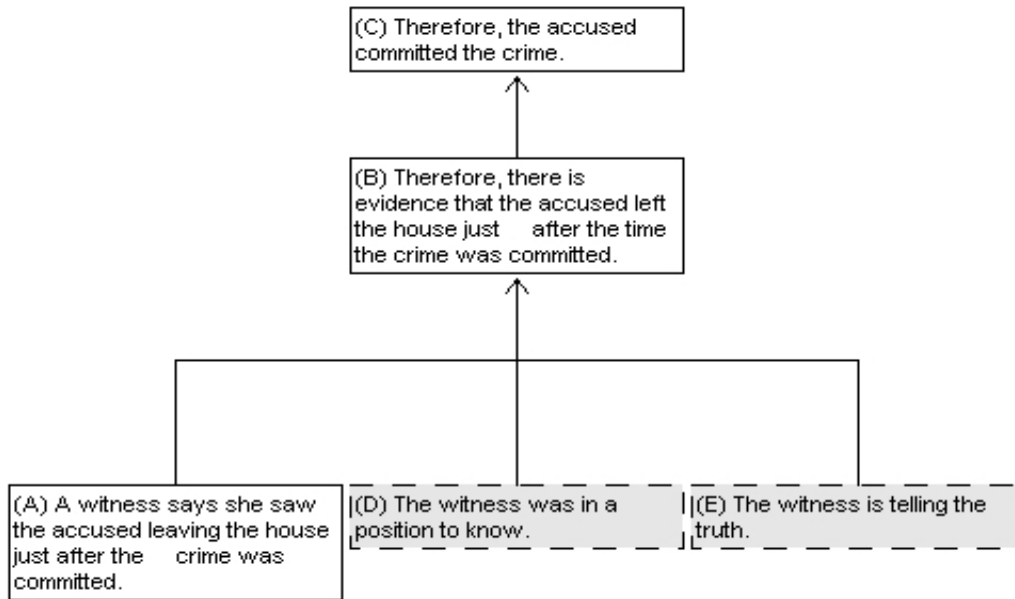 (C) Therefore, the accused
committed the crime.
(B) Therefore, there is
evidence that the accused left
the house just after the time
the crime was committed.
(A) A witness says she saw
the accused leaving the house
just after the crime was
committed.
(D) The witness was in a
position to know.
(E) The witness is telling the
truth.